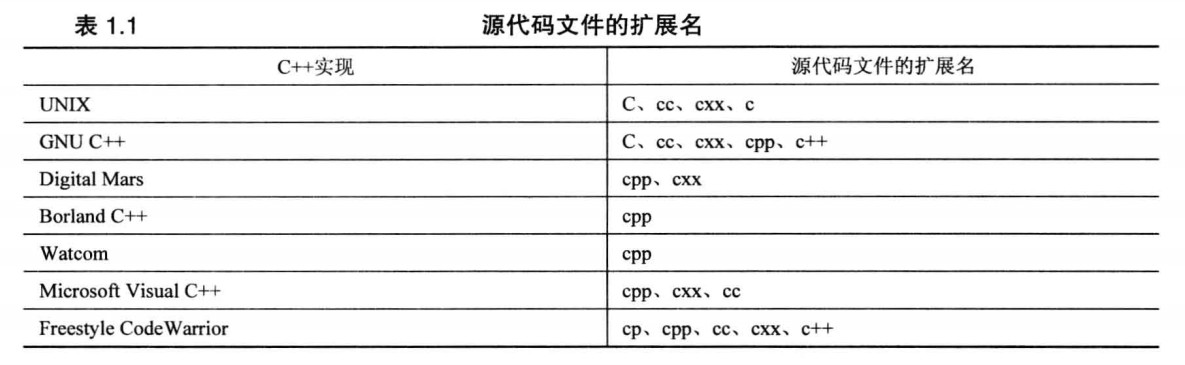 表 1.1 源代码文件的扩展名
C++实现 源代码文件的扩展名
UNIX C、cc、cxx、c
GNU C++ C、cc、cxx、cpp、c++
Digital Mars cpp、cxx
Borland C++ cpp
Watcom cpp
Microsoft Visual C++ cpp、cxx、cc
Freestyle CodeWarrior cp、cpp、cc、cxx、c++